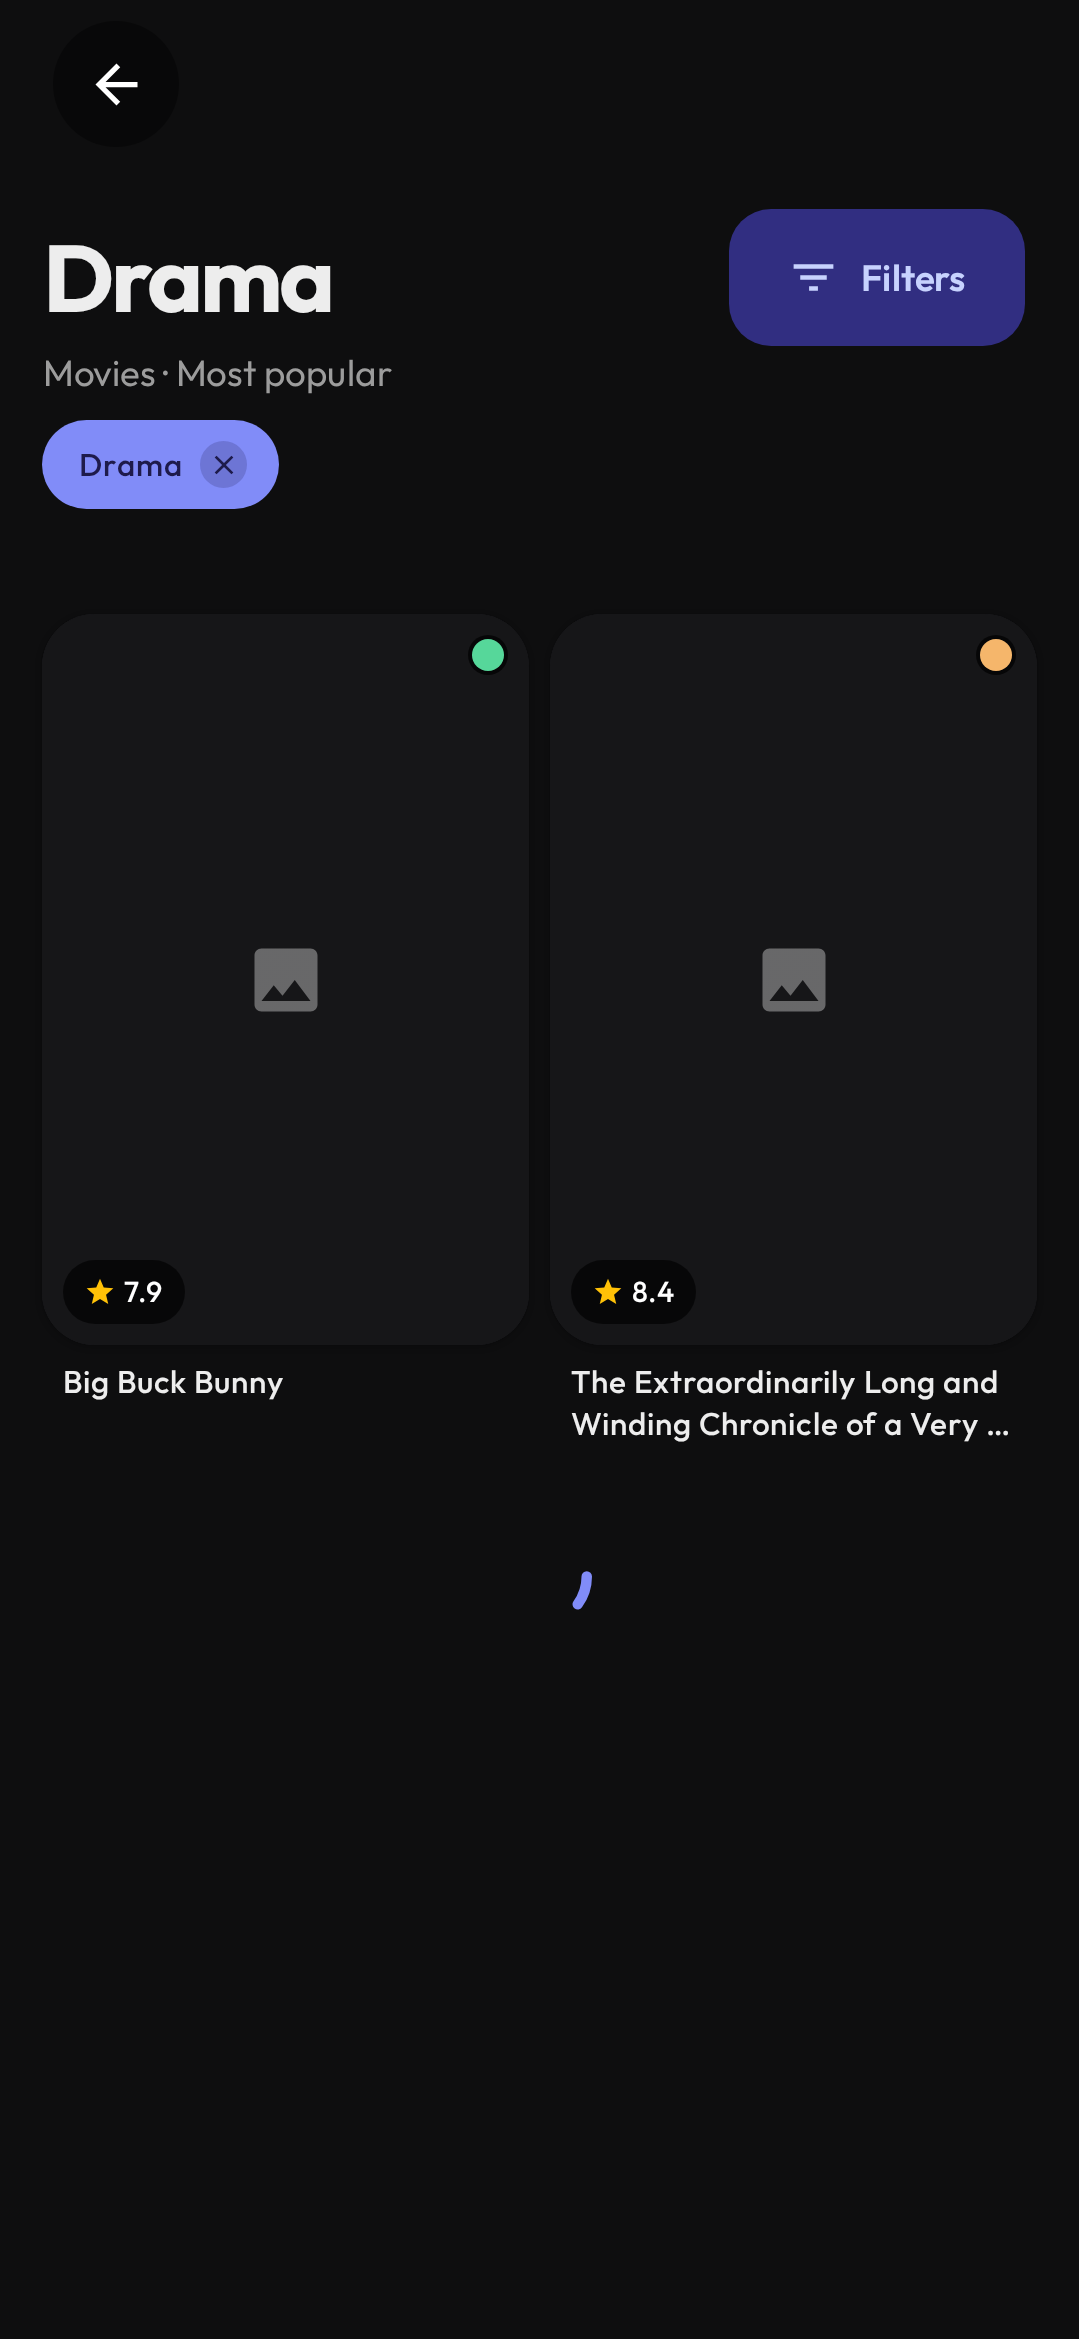 Drama
Filters
Movies · Most popular
Drama
7.9
8.4
Big Buck Bunny
The Extraordinarily Long and
Winding Chronicle of a Very ...